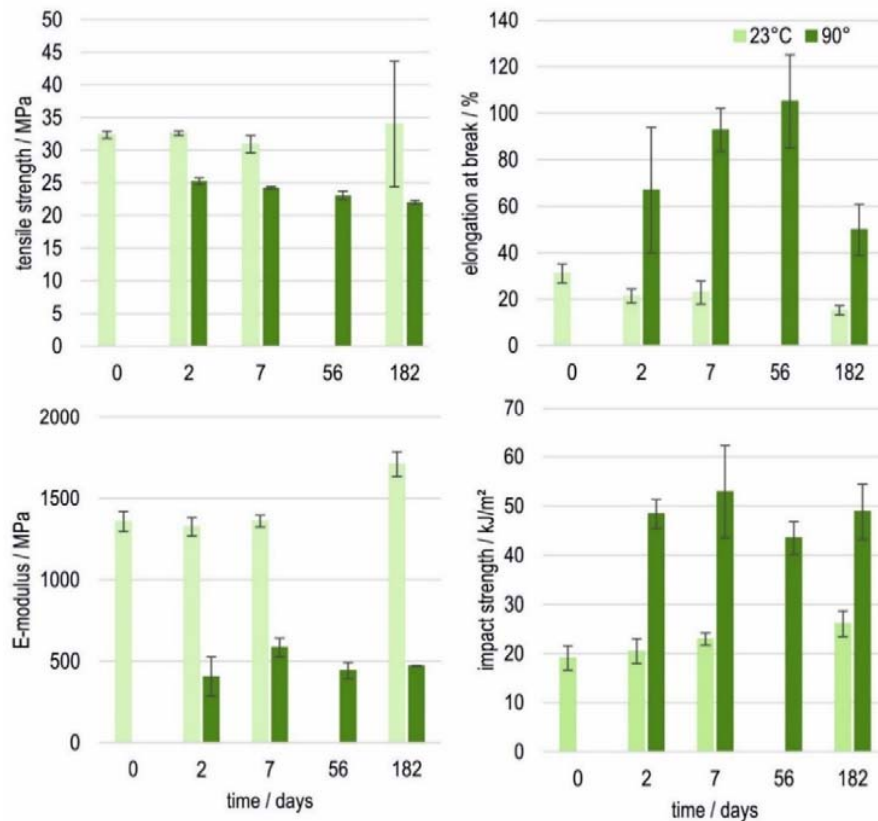 50
45
40
35
30
25
20
15
10
5
0
tensile strength / MPa
0 2 7 56 182
23°C 90°
140
120
100
80
60
40
20
0
elongation at break / %
0 2 7 56 182
2000
1500
1000
500
0
E-modulus / MPa
0 2 7 56 182
time / days
70
60
50
40
30
20
10
0
impact strength / kJ/m²
0 2 7 56 182
time / days